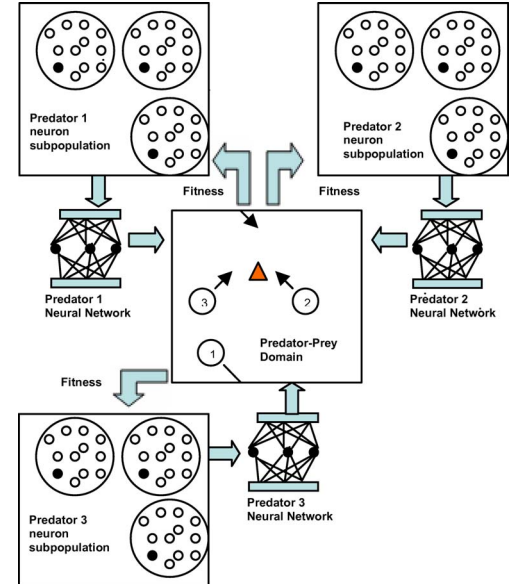 Predator 1
neuron
subpopulation
Predator 2
neuron
subpopulation
Fitness
Fitness
Predator 1
Neural Network
Predator 2
Neural Network
3
2
1
Predator-Prey
Domain
Fitness
Predator 3
neuron
subpopulation
Predator 3
Neural Network